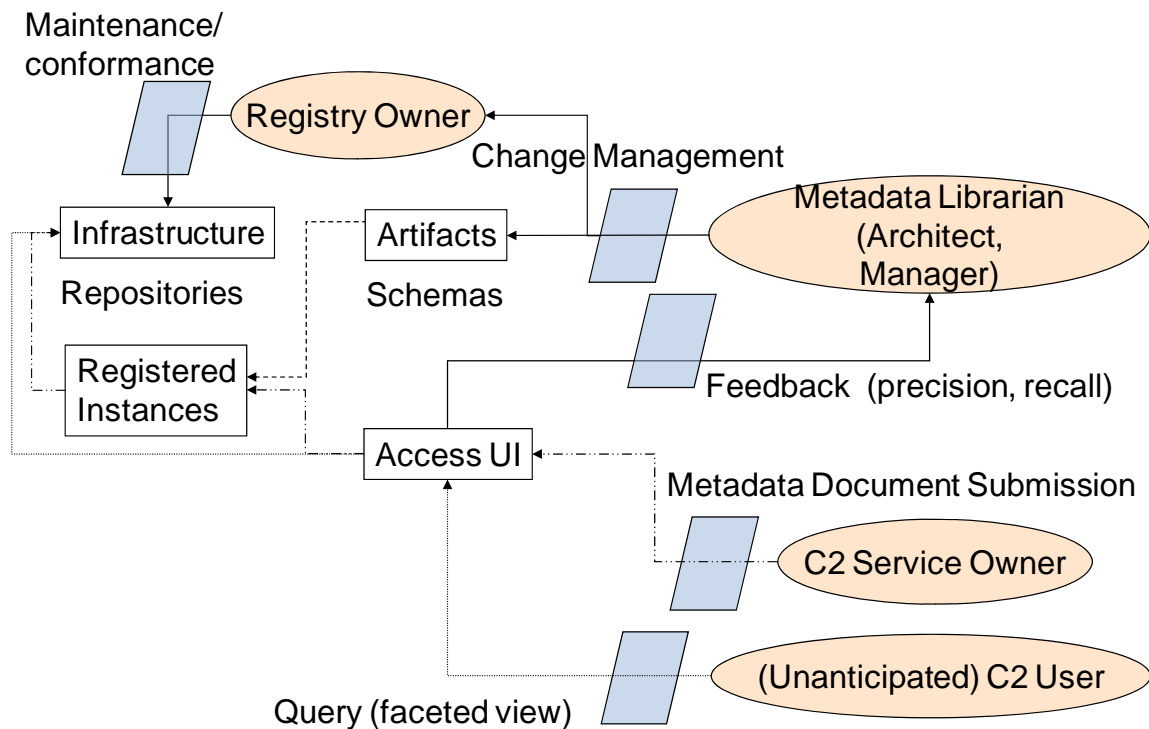 Maintenance/
conformance
Registry Owner
Change Management
Metadata Librarian
(Architect,
Manager)
Infrastructure
Artifacts
Repositories
Schemas
Registered
Instances
Feedback (precision, recall)
Access UI
Metadata Document Submission
C2 Service Owner
(Unanticipated) C2 User
Query (faceted view)